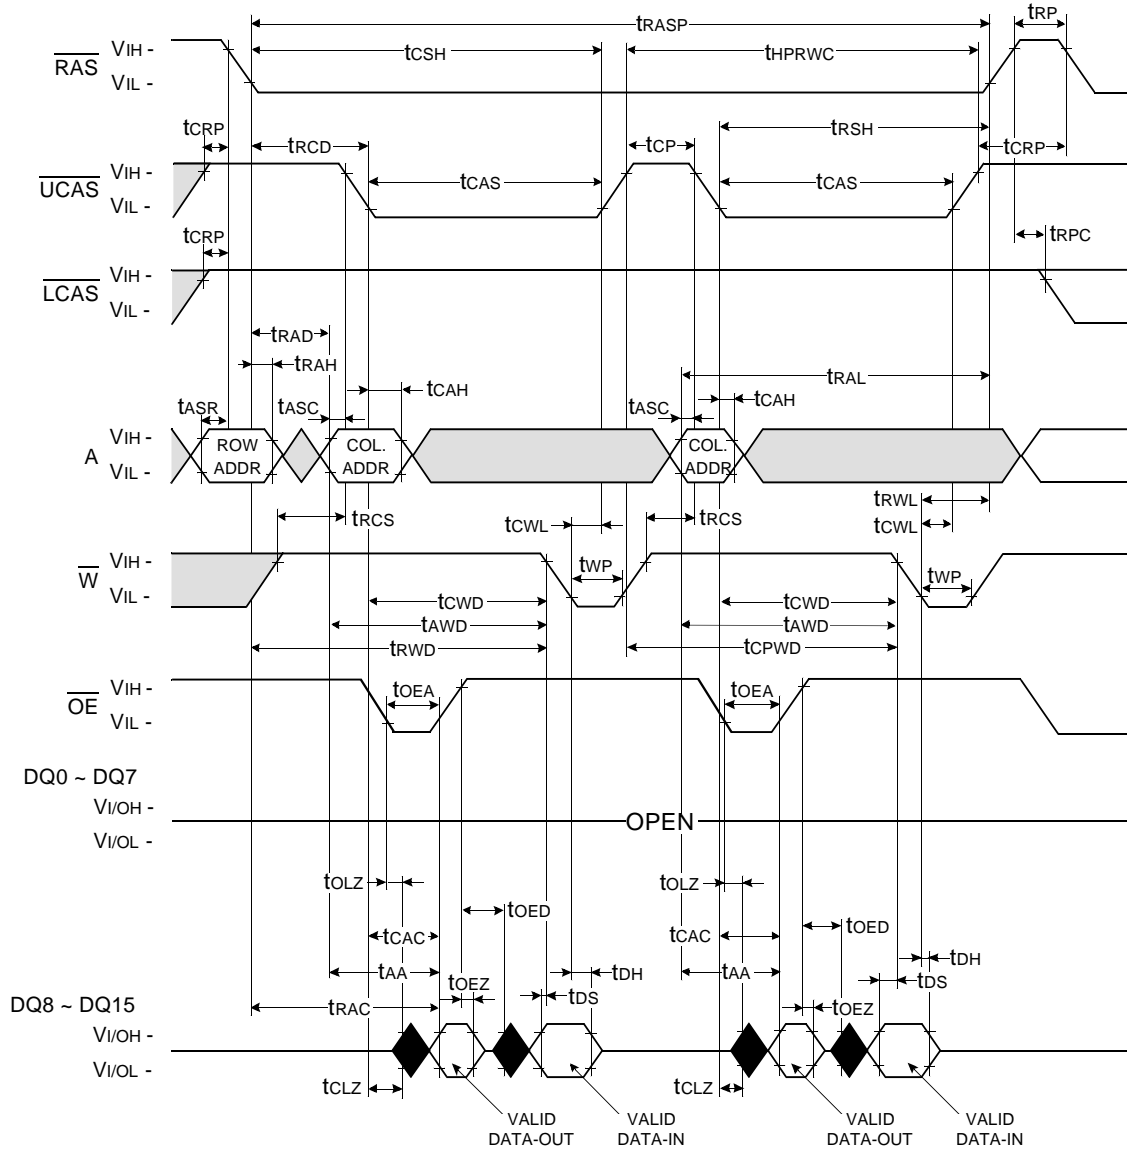 tRASP
tRP
RAS
VIH -
VIL -
tCSH
tHPRWC
tCRP
tRCD
tCP
tRSH
tCRP
UCAS
VIH -
VIL -
tCAS
tCAS
tCRP
tRPC
LCAS
VIH -
VIL -
tRAD
tRAH
tCAH
tRAL
tASR
tASC
tASC
tCAH
A
VIH -
VIL -
ROW
ADDR
COL.
ADDR
COL.
ADDR
tRWL
tRCS
tCWL
tRCS
tCWL
W
VIH -
VIL -
tWP
tWP
tCWD
tCWD
tAWD
tAWD
tRWD
tCPWD
OE
VIH -
VIL -
tOEA
tOEA
DQ0 ~ DQ7
VI/OH -
VI/OL -
OPEN
tOLZ
tOLZ
tOED
tOED
tCAC
tCAC
tAA
tOEZ
tDH
tAA
tDH
tDS
tDS
tRAC
tOEZ
DQ8 ~ DQ15
VI/OH -
VI/OL -
tCLZ
tCLZ
VALID
DATA-OUT
VALID
DATA-IN
VALID
DATA-OUT
VALID
DATA-IN